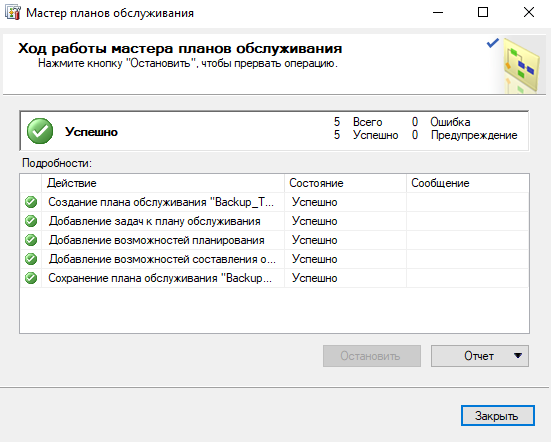 Мастер планов обслуживания
Ход работы мастера планов обслуживания
Нажмите кнопку "Остановить", чтобы прервать операцию.
Успешно
5 Всего 0 Ошибка
5 Успешно 0 Предупреждение
Подробности:
Действие Состояние Сообщение
Создание плана обслуживания "Backup_T... Успешно
Добавление задач к плану обслуживания Успешно
Добавление возможностей планирования Успешно
Добавление возможностей составления о... Успешно
Сохранение плана обслуживания "Backup... Успешно
Остановить Отчет
Закрыть